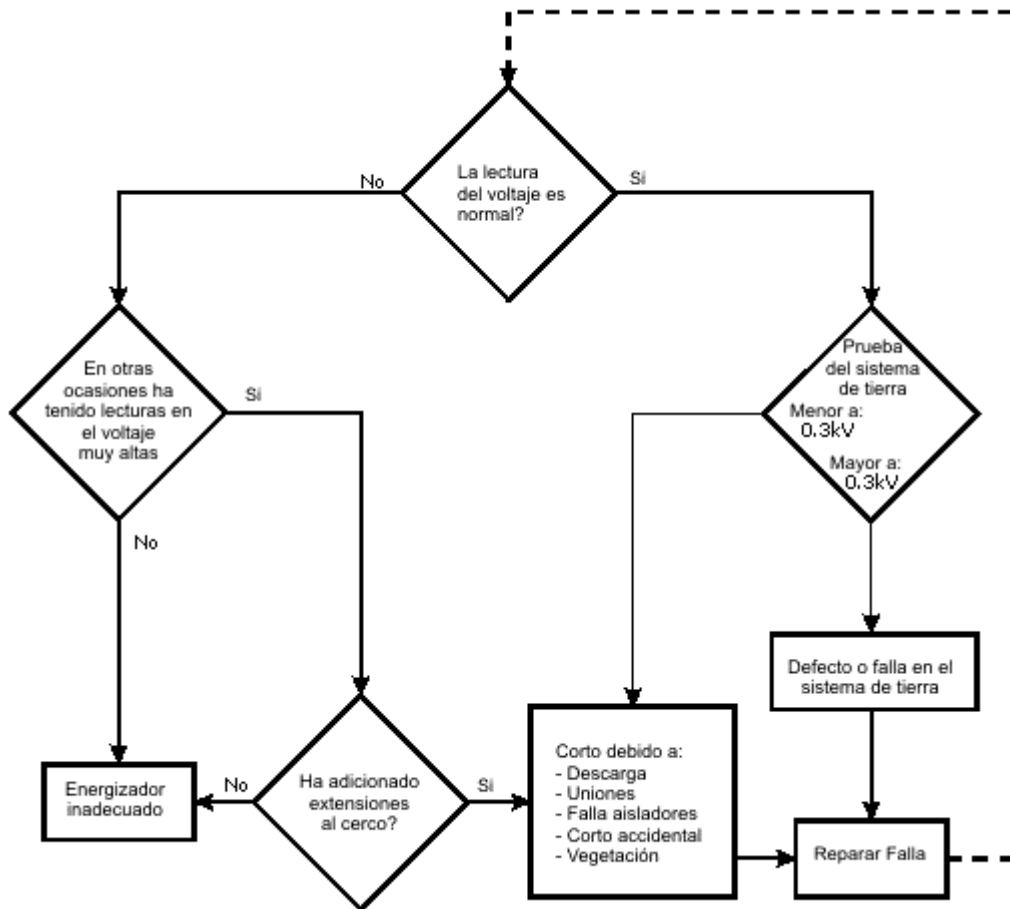 La lectura
del voltaje es
normal?
No
Si
En otras
ocasiones ha
tenido lecturas en
el voltaje
muy altas
Si
No
Prueba
del sistema
de tierra
Menor a:
0.3kV
Mayor a:
0.3kV
Defecto o falla en el
sistema de tierra
Energizador
inadecuado
No
Ha adicionado
extensiones
al cerco?
Si
Corto debido a:
- Descarga
- Uniones
- Falla aisladores
- Corto accidental
- Vegetación
Reparar Falla